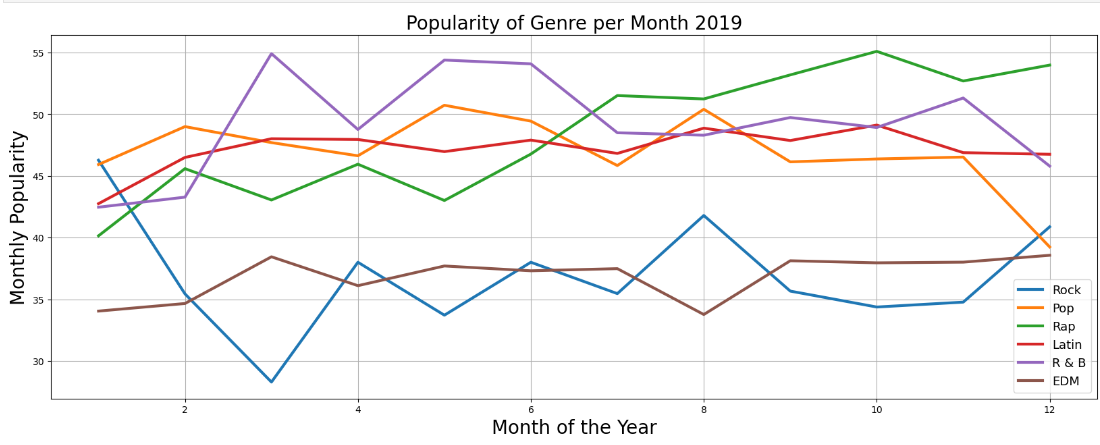 Popularity of Genre per Month 2019
Monthly Popularity
55
50
45
40
35
30
2 4 6 8 10 12
Month of the Year
Rock
Pop
Rap
Latin
R & B
EDM